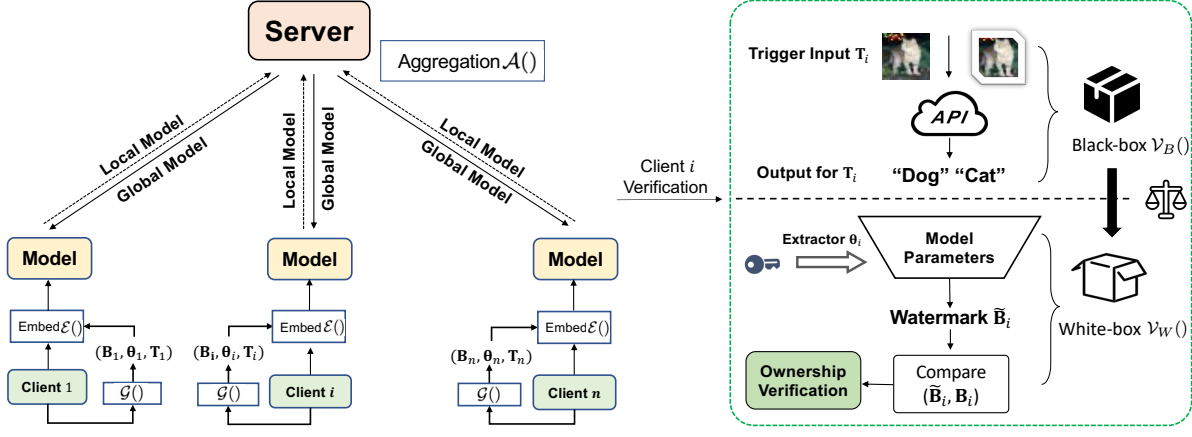 Server
Aggregation 𝒜()
Local Model
Global Model
Local Model
Global Model
Local Model
Global Model
Model
Model
Model
Embed ℰ()
Embed ℰ()
Embed ℰ()
(B₁, θ₁, T₁)
(Bᵢ, θᵢ, Tᵢ)
(Bₙ, θₙ, Tₙ)
Client 1
𝒢()
𝒢()
Client i
𝒢()
Client n
Client i
Verification
Trigger Input Tᵢ
API
Output for Tᵢ
“Dog” “Cat”
Black-box 𝒱_B()
Extractor θᵢ
Model
Parameters
Watermark B̃ᵢ
White-box 𝒱_W()
Ownership
Verification
Compare
(B̃ᵢ, Bᵢ)